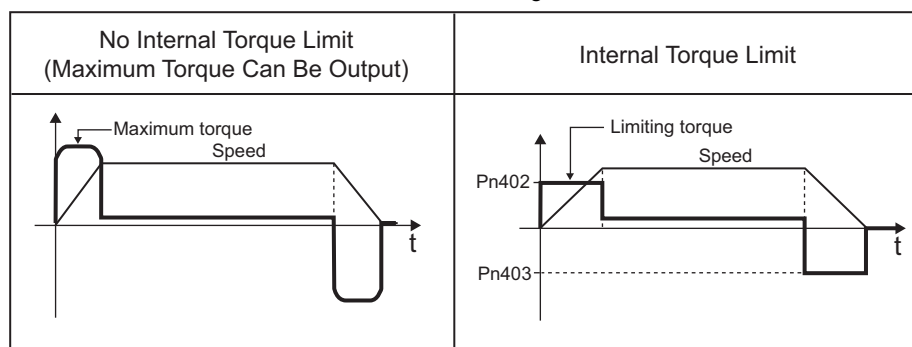 No Internal Torque Limit
(Maximum Torque Can Be Output)
Internal Torque Limit
Maximum torque
Speed
t
Limiting torque
Speed
Pn402
t
Pn403